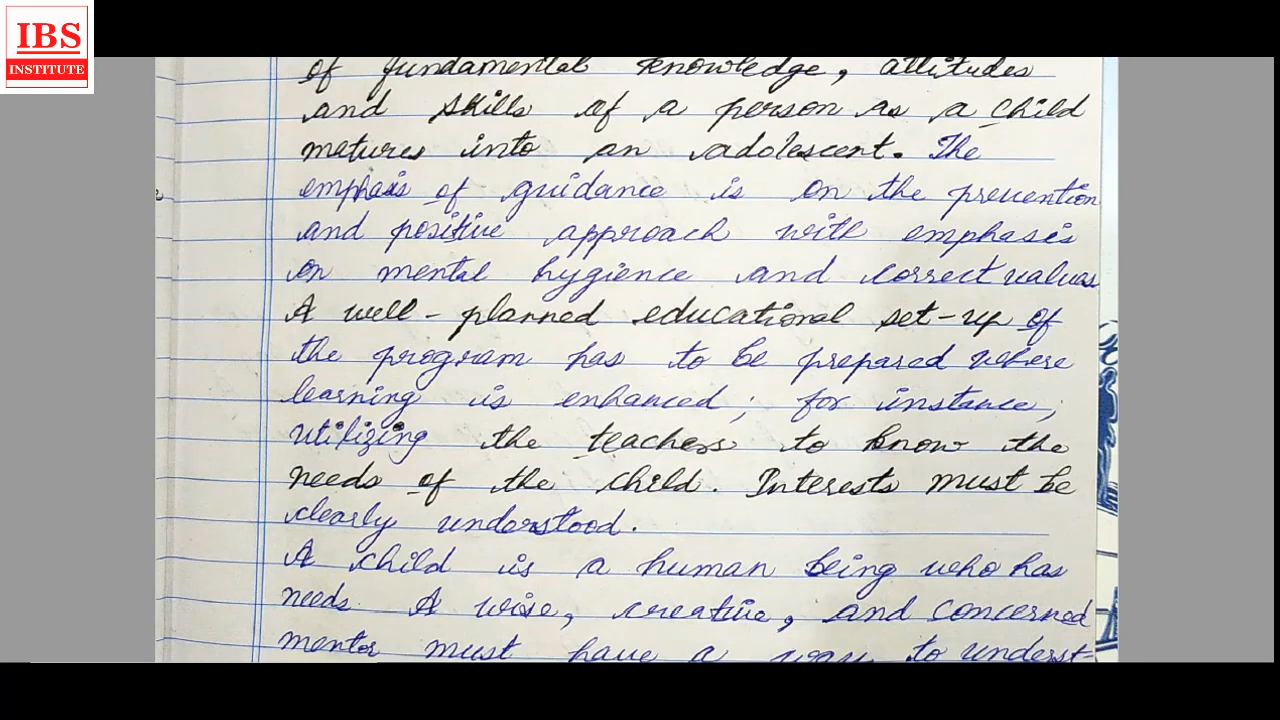 IBS
INSTITUTE
of fundamental knowledge, attitudes
and skills of a person as a child
matures into an adolescent. The
emphasis of guidance is on the prevention
and positive approach with emphasis
on mental hygience and correct values
A well-planned educational set-up of
the program has to be prepared where
learning is enhanced; for instance;
utilizing the teachers to know the
needs of the child. Interests must be
clearly understood.
A child is a human being who has
needs. A wise, creative, and concerned
mentor must have a way to underst-